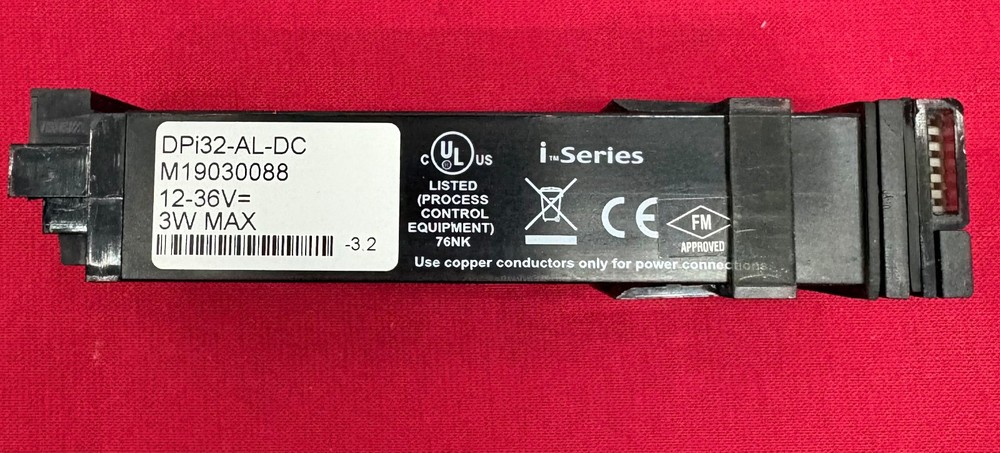 DPi32-AL-DC
M19030088
12-36V=
3W MAX
-3.2
C UL US
LISTED
(PROCESS
CONTROL
EQUIPMENT)
76NK
i™Series
CE
FM
APPROVED
Use copper conductors only for power connections.